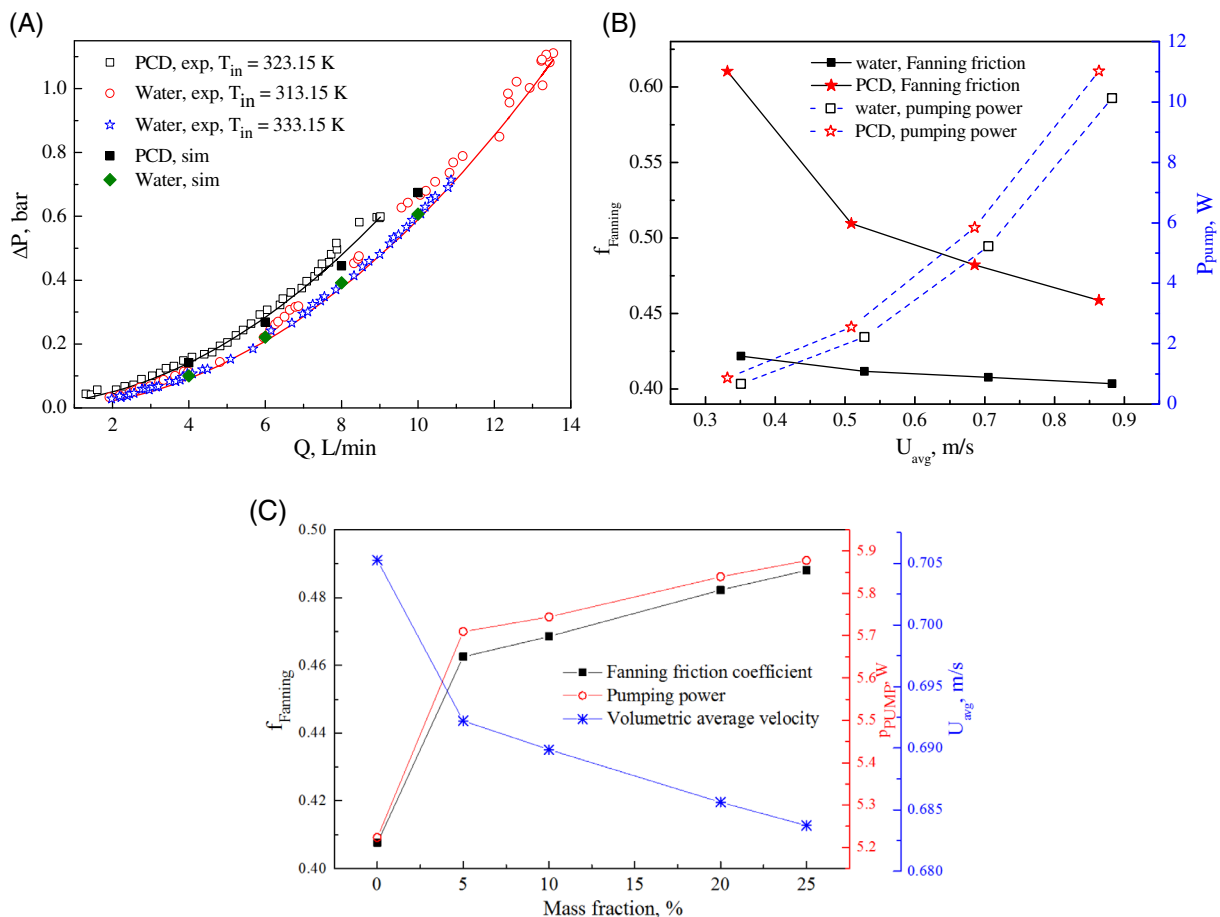 (A)
PCD, exp, T_in = 323.15 K
Water, exp, T_in = 313.15 K
Water, exp, T_in = 333.15 K
PCD, sim
Water, sim
ΔP, bar
1.0
0.8
0.6
0.4
0.2
0.0
2 4 6 8 10 12 14
Q, L/min
(B)
water, Fanning friction
PCD, Fanning friction
water, pumping power
PCD, pumping power
f_Fanning
0.60
0.55
0.50
0.45
0.40
12
10
8
6
4
2
0
P_pump, W
0.3 0.4 0.5 0.6 0.7 0.8 0.9
U_avg, m/s
(C)
f_Fanning
0.50
0.48
0.46
0.44
0.42
0.40
Fanning friction coefficient
Pumping power
Volumetric average velocity
5.9
5.8
5.7
5.6
5.5
5.4
5.3
5.2
p_PUMP, W
0.705
0.700
0.695
0.690
0.685
0.680
U_avg, m/s
0 5 10 15 20 25
Mass fraction, %